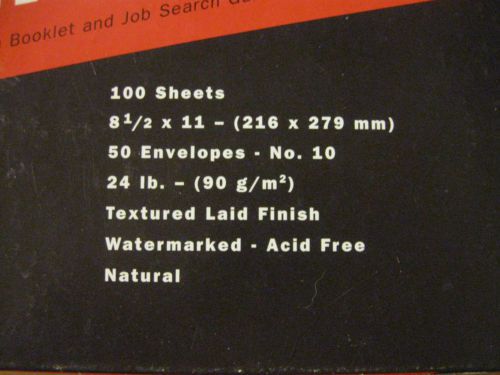 Booklet and Job Search
100 Sheets
8 1/2 x 11 – (216 x 279 mm)
50 Envelopes - No. 10
24 lb. – (90 g/m²)
Textured Laid Finish
Watermarked - Acid Free
Natural